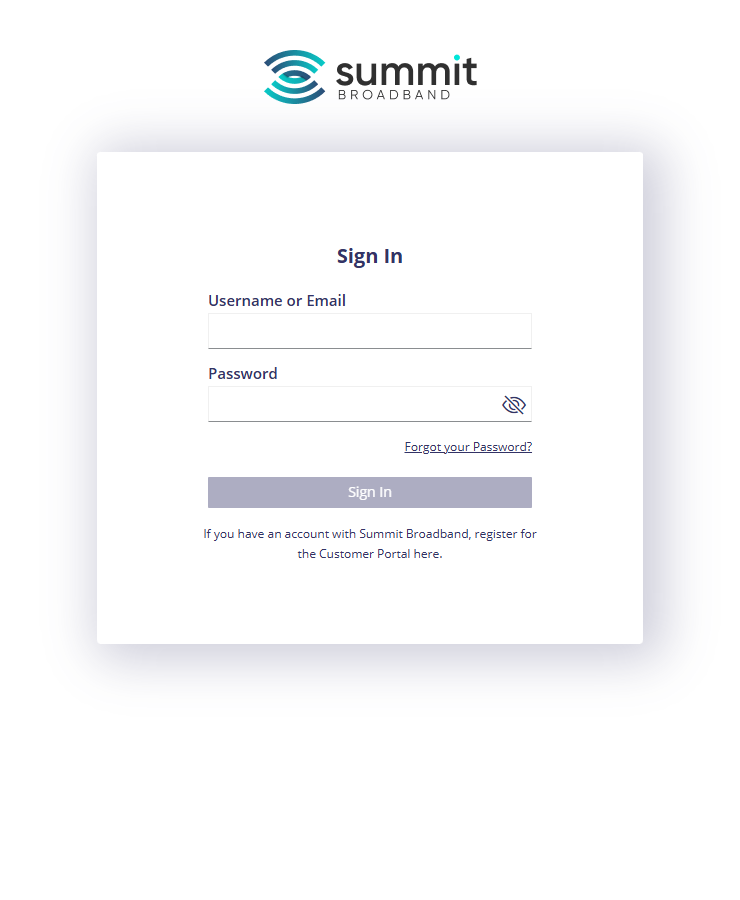 summit
BROADBAND
Sign In
Username or Email
Password
Forgot your Password?
Sign In
If you have an account with Summit Broadband, register for
the Customer Portal here.